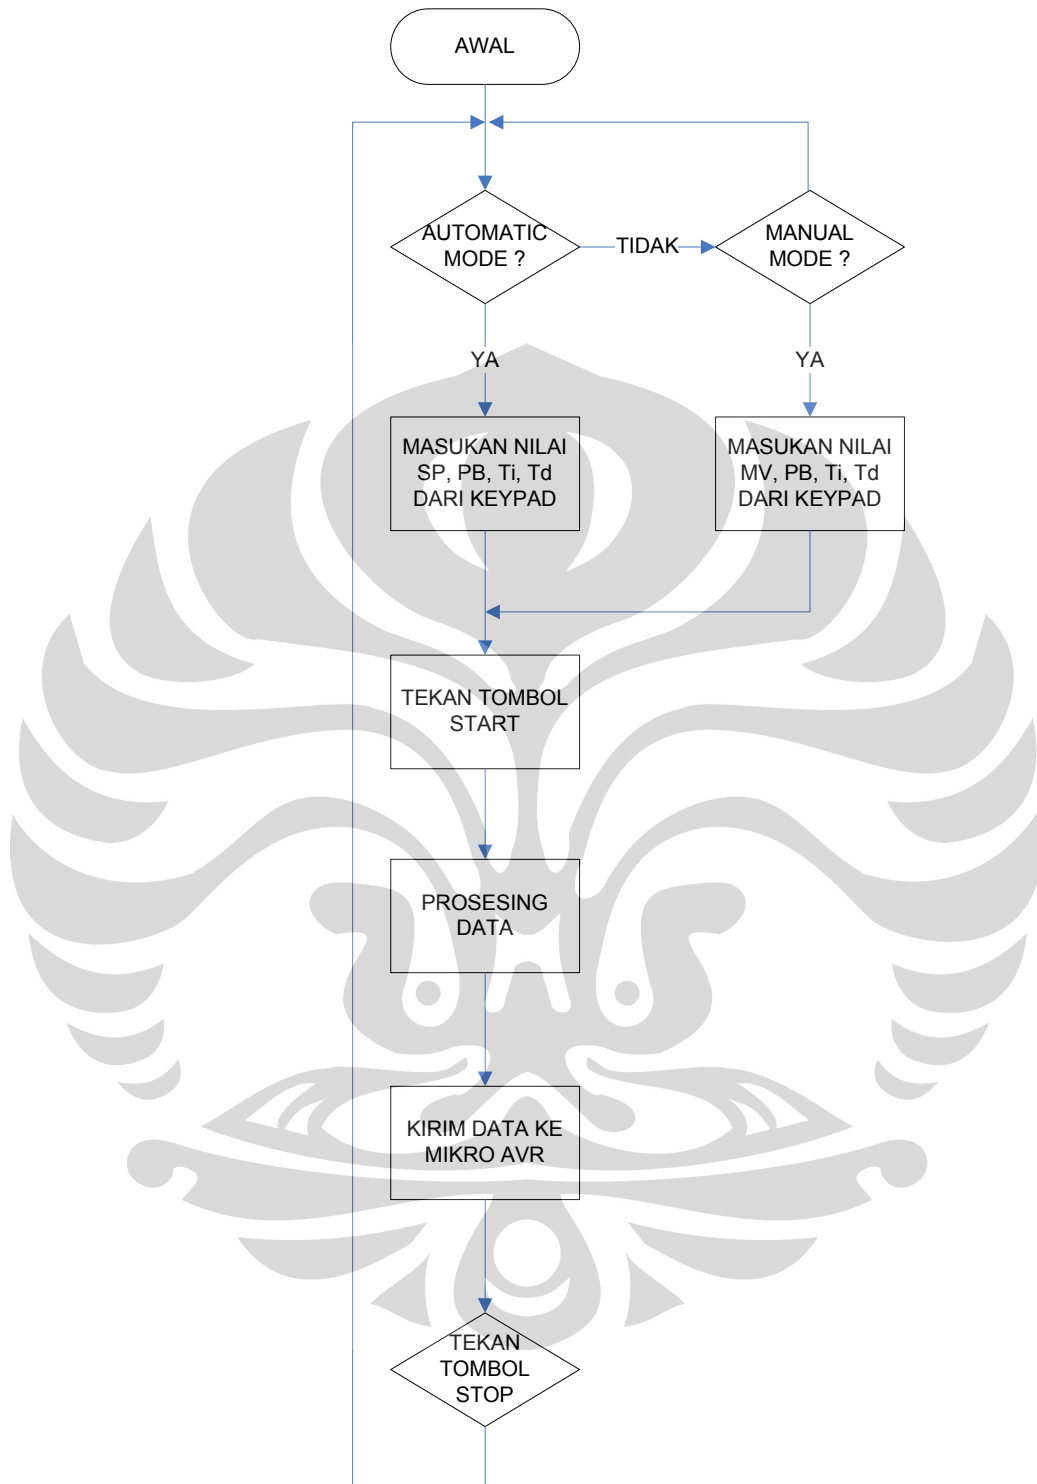 AWAL
AUTOMATIC
MODE ?
TIDAK
MANUAL
MODE ?
YA
YA
MASUKAN NILAI
SP, PB, Ti, Td
DARI KEYPAD
MASUKAN NILAI
MV, PB, Ti, Td
DARI KEYPAD
TEKAN TOMBOL
START
PROSESING
DATA
KIRIM DATA KE
MIKRO AVR
TEKAN
TOMBOL
STOP